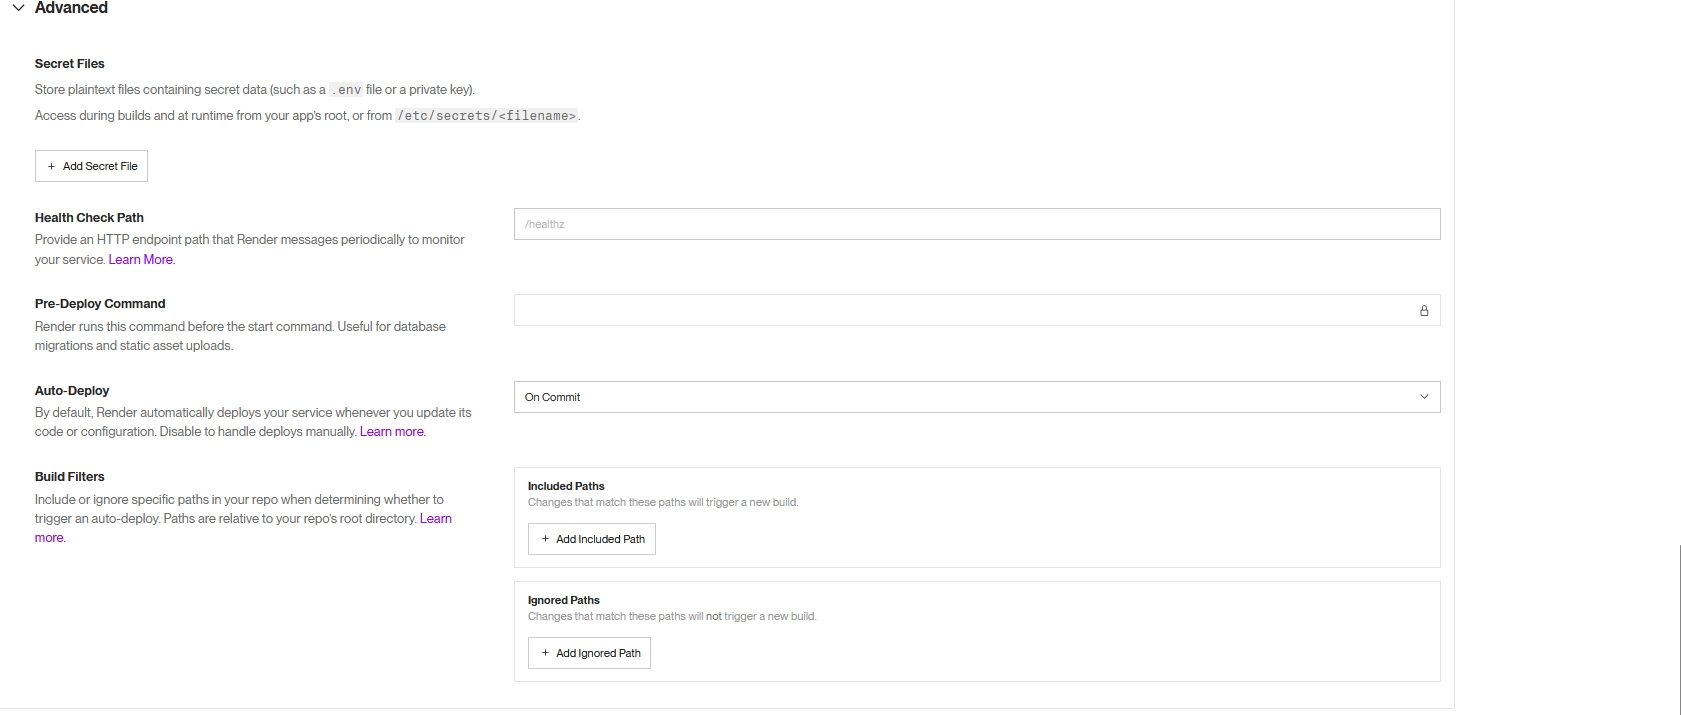 Advanced
Secret Files
Store plaintext files containing secret data (such as a .env file or a private key).
Access during builds and at runtime from your app's root, or from /etc/secrets/<filename>.
+ Add Secret File
Health Check Path
Provide an HTTP endpoint path that Render messages periodically to monitor
your service. Learn More.
/healthz
Pre-Deploy Command
Render runs this command before the start command. Useful for database
migrations and static asset uploads.
Auto-Deploy
By default, Render automatically deploys your service whenever you update its
code or configuration. Disable to handle deploys manually. Learn more.
On Commit
Build Filters
Include or ignore specific paths in your repo when determining whether to
trigger an auto-deploy. Paths are relative to your repo's root directory. Learn
more.
Included Paths
Changes that match these paths will trigger a new build.
+ Add Included Path
Ignored Paths
Changes that match these paths will not trigger a new build.
+ Add Ignored Path